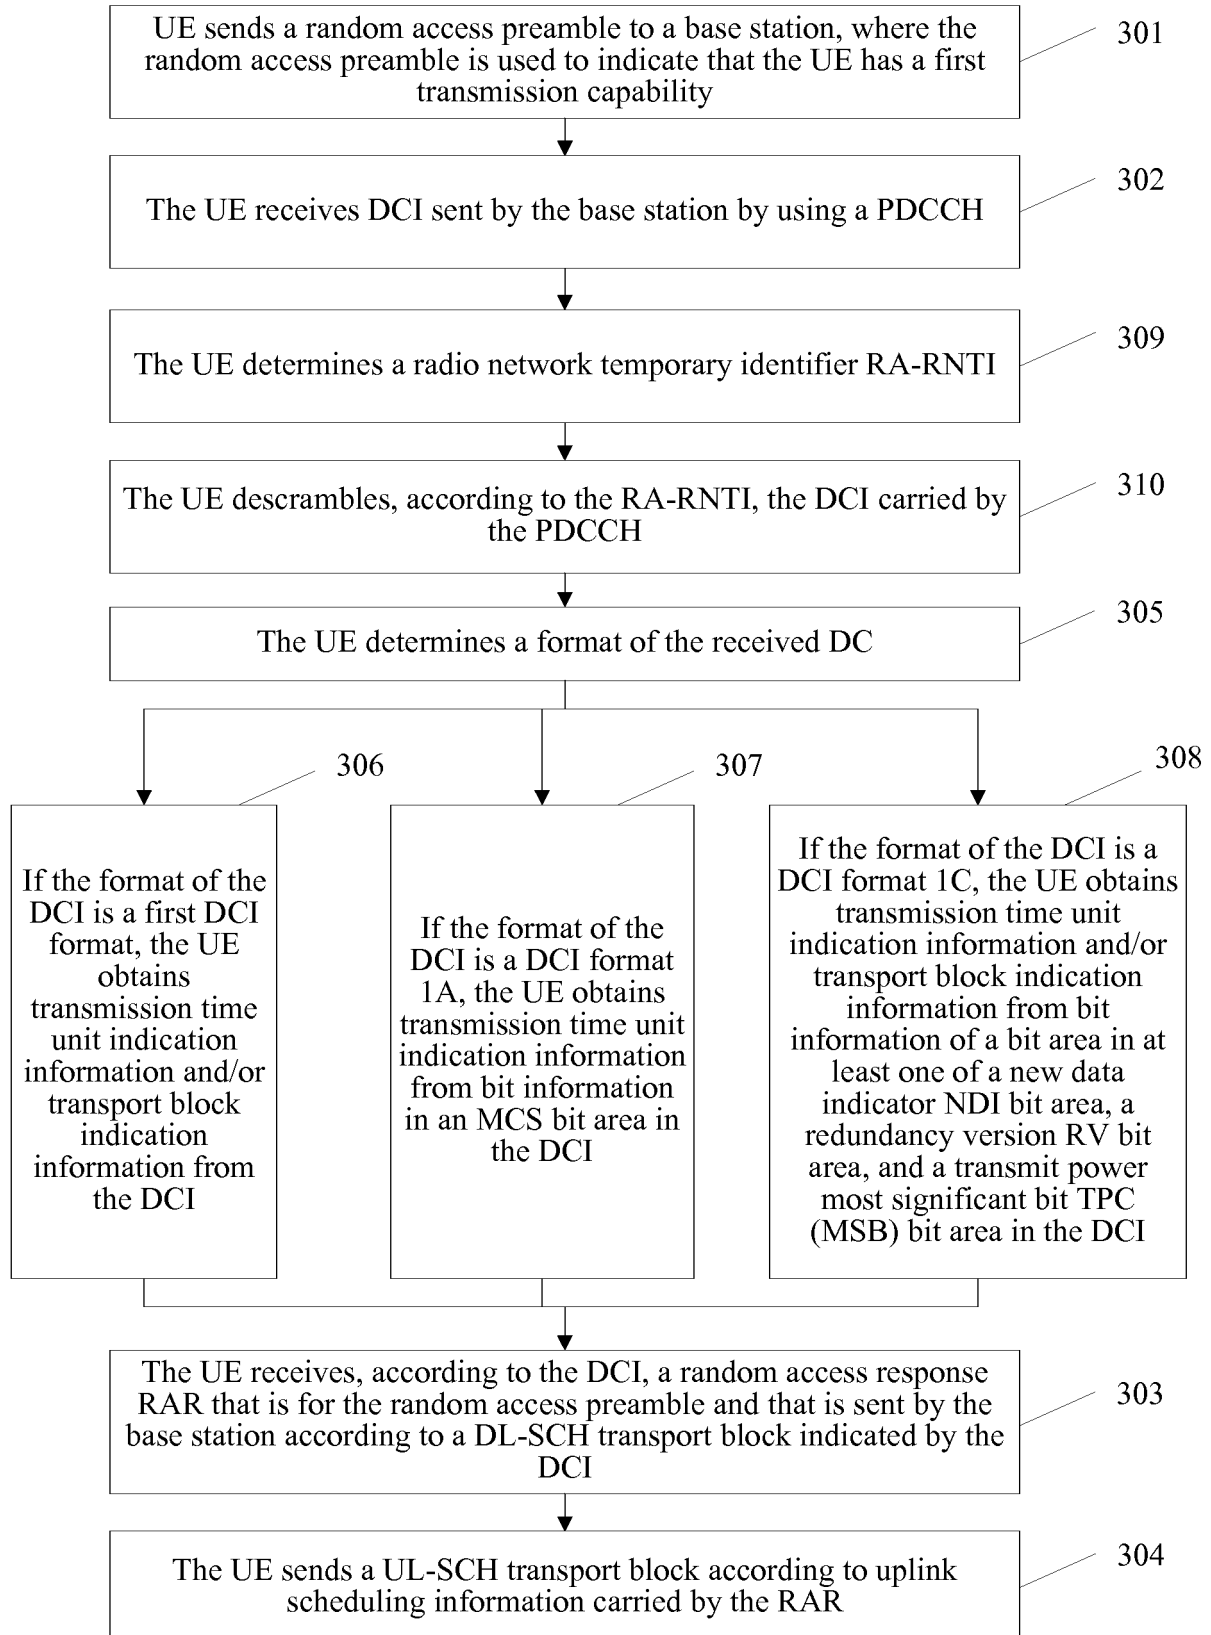 UE sends a random access preamble to a base station, where the
random access preamble is used to indicate that the UE has a first
transmission capability
301
The UE receives DCI sent by the base station by using a PDCCH
302
The UE determines a radio network temporary identifier RA-RNTI
309
The UE descrambles, according to the RA-RNTI, the DCI carried by
the PDCCH
310
The UE determines a format of the received DC
305
306
If the format of the
DCI is a first DCI
format, the UE
obtains
transmission time
unit indication
information and/or
transport block
indication
information from
the DCI
307
If the format of the
DCI is a DCI format
1A, the UE obtains
transmission time unit
indication information
from bit information
in an MCS bit area in
the DCI
308
If the format of the DCI is a
DCI format 1C, the UE obtains
transmission time unit
indication information and/or
transport block indication
information from bit
information of a bit area in at
least one of a new data
indicator NDI bit area, a
redundancy version RV bit
area, and a transmit power
most significant bit TPC
(MSB) bit area in the DCI
The UE receives, according to the DCI, a random access response
RAR that is for the random access preamble and that is sent by the
base station according to a DL-SCH transport block indicated by the
DCI
303
The UE sends a UL-SCH transport block according to uplink
scheduling information carried by the RAR
304